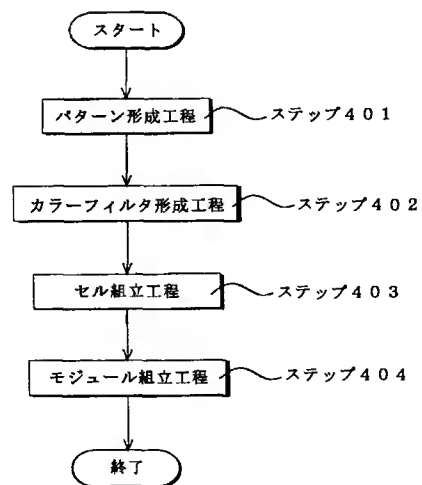 スタート
パターン形成工程 ステップ401
カラーフィルタ形成工程 ステップ402
セル組立工程 ステップ403
モジュール組立工程 ステップ404
終了